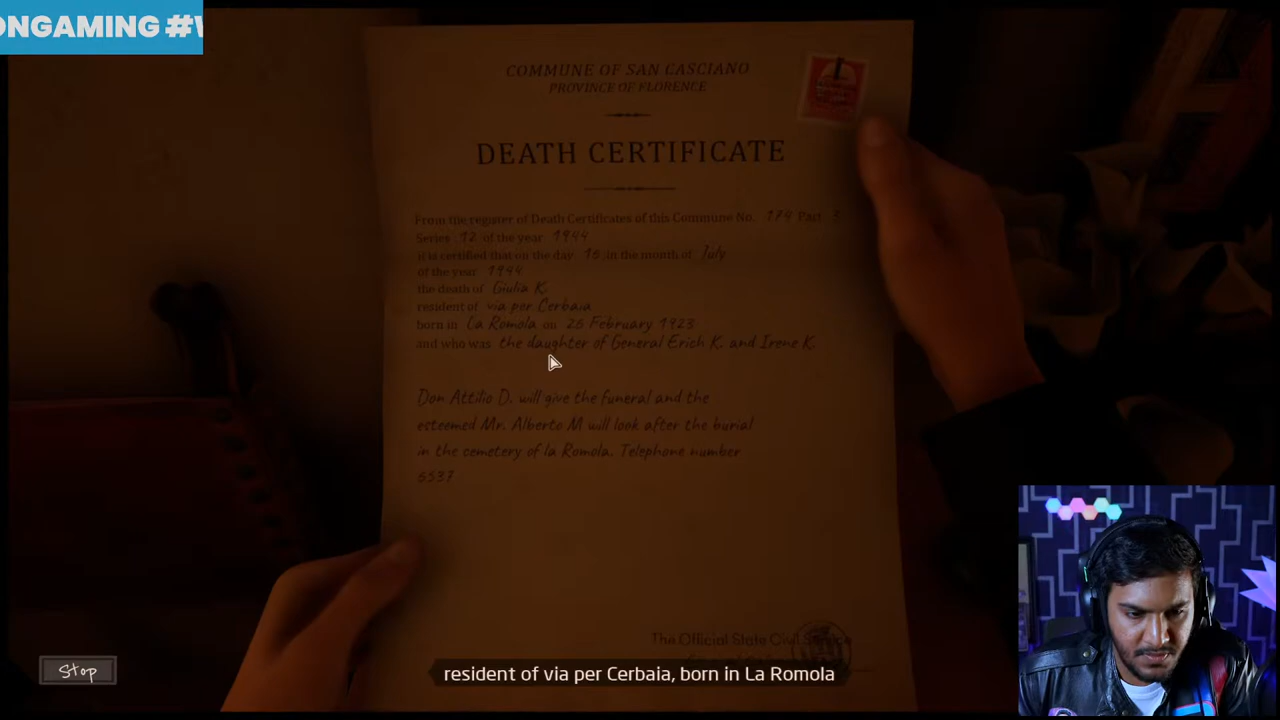 ONGAMING #W
COMMUNE OF SAN CASCIANO
PROVINCE OF FLORENCE
DEATH CERTIFICATE
From the register of Death Certificates of this Commune No. 174 Part 3
Series 12 of the year 1944
it is certified that on the day 16 in the month of July
of the year 1944
the death of Giulia K.
resident of via per Cerbaia
born in La Romola on 26 February 1923
and who was the daughter of General Erich K. and Irene K.
Don Attilio D. will give the funeral and the
esteemed Mr. Alberto M will look after the burial
in the cemetery of la Romola. Telephone number
6537
The Official State Civil Service
resident of via per Cerbaia, born in La Romola
Stop